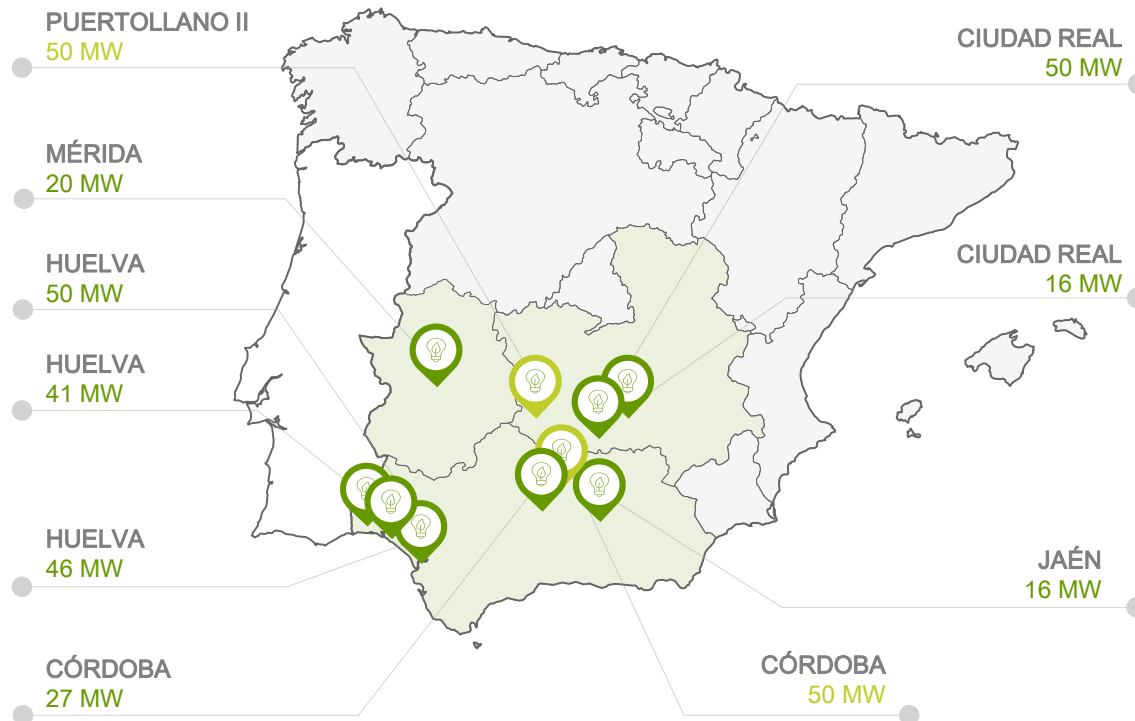 PUERTOLLANO II
50 MW
MÉRIDA
20 MW
HUELVA
50 MW
HUELVA
41 MW
HUELVA
46 MW
CÓRDOBA
27 MW
CIUDAD REAL
50 MW
CIUDAD REAL
16 MW
JAÉN
16 MW
CÓRDOBA
50 MW